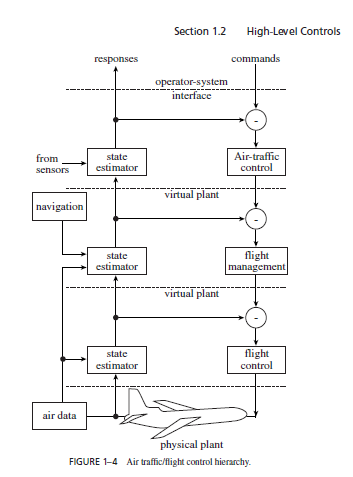 Section 1.2 High-Level Controls
responses
commands
operator-system
interface
-
from
sensors
state
estimator
Air-traffic
control
virtual plant
navigation
-
state
estimator
flight
management
virtual plant
-
state
estimator
flight
control
air data
physical plant
FIGURE 1–4 Air traffic/flight control hierarchy.